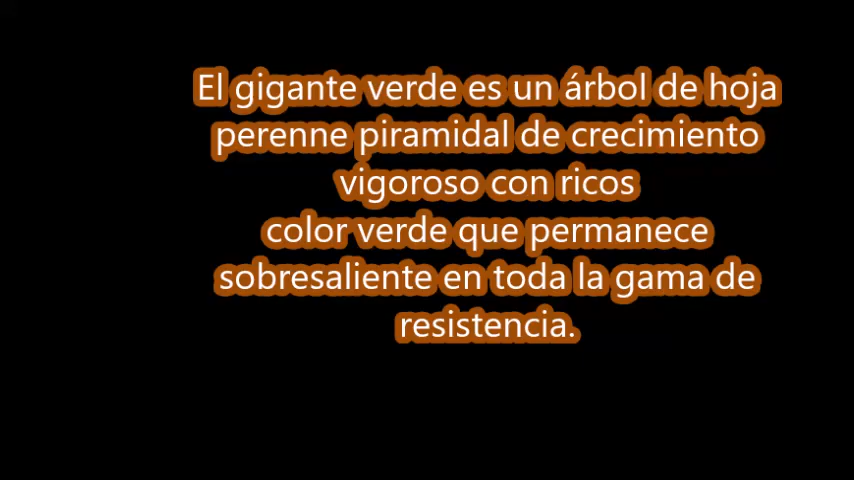 El gigante verde es un árbol de hoja
perenne piramidal de crecimiento
vigoroso con ricos
color verde que permanece
sobresaliente en toda la gama de
resistencia.